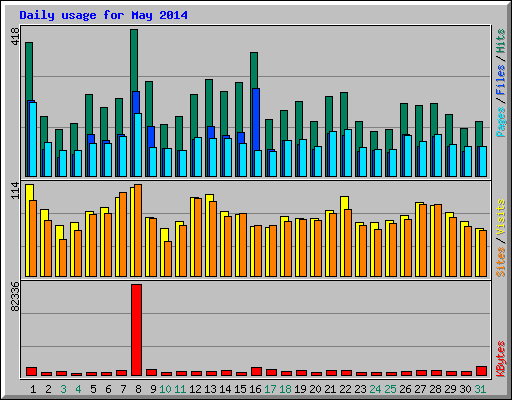 Daily usage for May 2014
418
Pages / Files / Hits
114
Sites / Visits
82336
KBytes
1 2 3 4 5 6 7 8 9 10 11 12 13 14 15 16 17 18 19 20 21 22 23 24 25 26 27 28 29 30 31